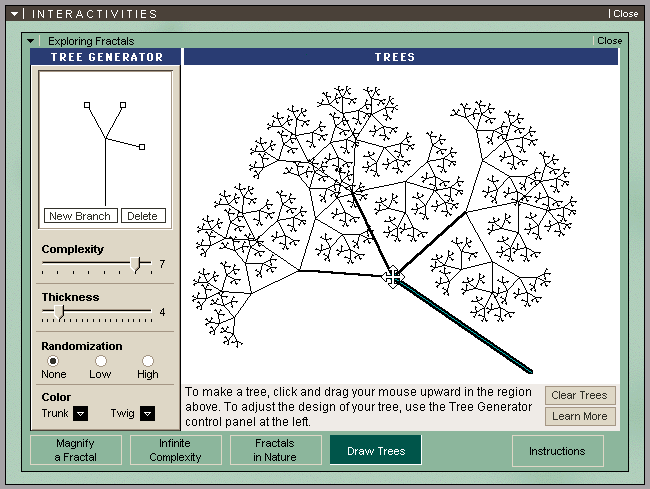 INTERACTIVITIES
Close
Exploring Fractals
Close
TREE GENERATOR
TREES
New Branch
Delete
Complexity
7
Thickness
4
Randomization
None
Low
High
Color
Trunk
Twig
To make a tree, click and drag your mouse upward in the region
above. To adjust the design of your tree, use the Tree Generator
control panel at the left.
Clear Trees
Learn More
Magnify
a Fractal
Infinite
Complexity
Fractals
in Nature
Draw Trees
Instructions